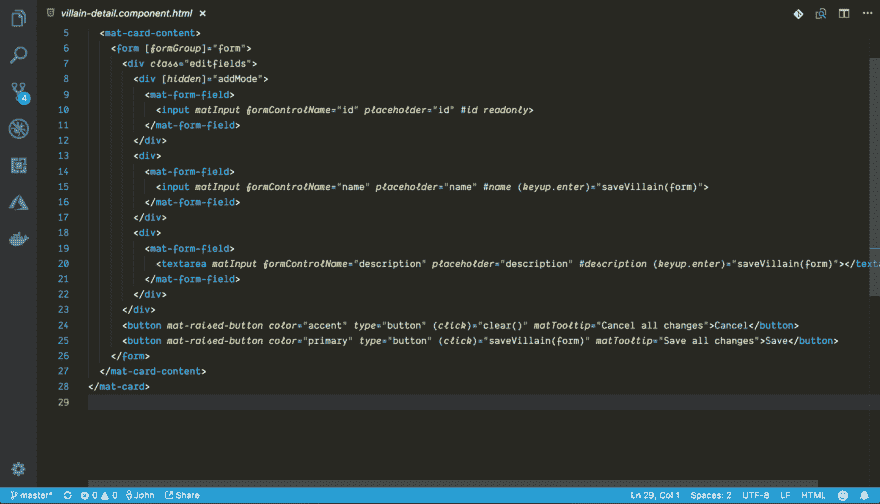 villain-detail.component.html ×
5 <mat-card-content>
6 <form [formGroup]="form">
7 <div class="editfields">
8 <div [hidden]="addMode">
9 <mat-form-field>
10 <input matInput formControlName="id" placeholder="id" #id readonly>
11 </mat-form-field>
12 </div>
13 <div>
14 <mat-form-field>
15 <input matInput formControlName="name" placeholder="name" #name (keyup.enter)="saveVillain(form)">
16 </mat-form-field>
17 </div>
18 <div>
19 <mat-form-field>
20 <textarea matInput formControlName="description" placeholder="description" #description (keyup.enter)="saveVillain(form)"></texta
21 </mat-form-field>
22 </div>
23 </div>
24 <button mat-raised-button color="accent" type="button" (click)="clear()" matTooltip="Cancel all changes">Cancel</button>
25 <button mat-raised-button color="primary" type="button" (click)="saveVillain(form)" matTooltip="Save all changes">Save</button>
26 </form>
27 </mat-card-content>
28 </mat-card>
29
4
master* 0 0 John Share Ln 29, Col 1 Spaces: 2 UTF-8 LF HTML